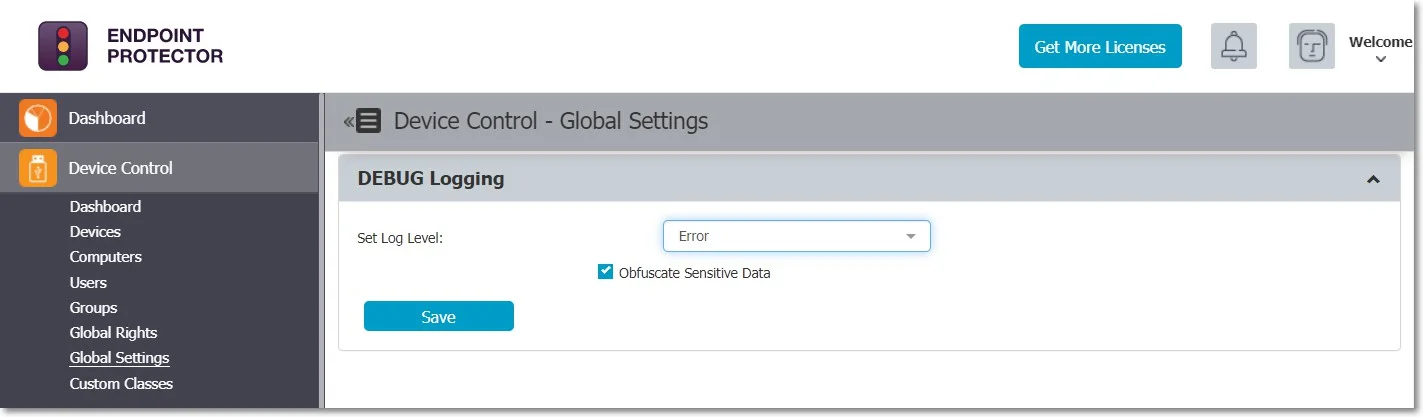 ENDPOINT
PROTECTOR
Get More Licenses
Welcome
Dashboard
Device Control
Dashboard
Devices
Computers
Users
Groups
Global Rights
Global Settings
Custom Classes
Device Control - Global Settings
DEBUG Logging
Set Log Level:
Error
Obfuscate Sensitive Data
Save